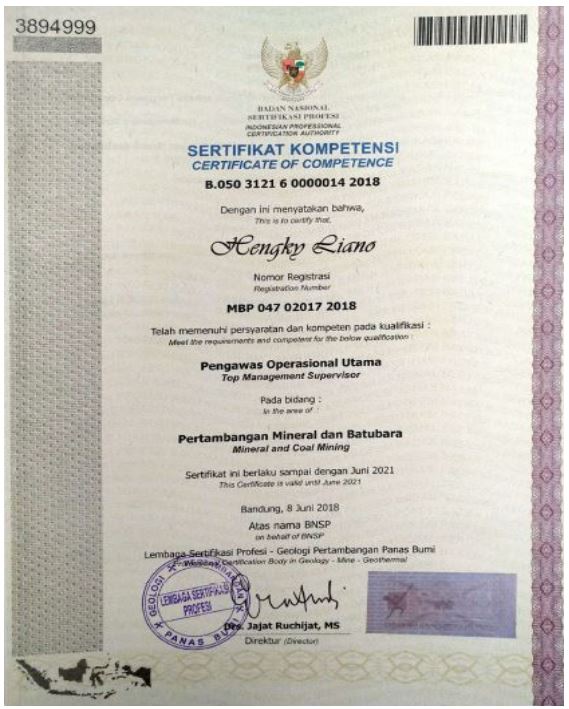 3894999
BADAN NASIONAL
SERTIFIKASI PROFESI
INDONESIAN PROFESSIONAL
CERTIFICATION AUTHORITY
SERTIFIKAT KOMPETENSI
CERTIFICATE OF COMPETENCE
B.050 3121 6 0000014 2018
Dengan ini menyatakan bahwa,
This is to certify that,
Hengky Liano
Nomor Registrasi
Registration Number
MBP 047 02017 2018
Telah memenuhi persyaratan dan kompeten pada kualifikasi :
Meet the requirements and competent for the below qualification :
Pengawas Operasional Utama
Top Management Supervisor
Pada bidang :
In the area of :
Pertambangan Mineral dan Batubara
Mineral and Coal Mining
Sertifikat ini berlaku sampai dengan Juni 2021
This Certificate is valid until June 2021
Bandung, 8 Juni 2018
Atas nama BNSP
on behalf of BNSP
Lembaga Sertifikasi Profesi - Geologi Pertambangan Panas Bumi
Certification Body in Geology - Mine - Geothermal
GEOLOGI
LEMBAGA SERTIFIKASI
PROFESI
PANAS BUMI
Drs. Jajat Ruchijat, MS
Direktur (Director)